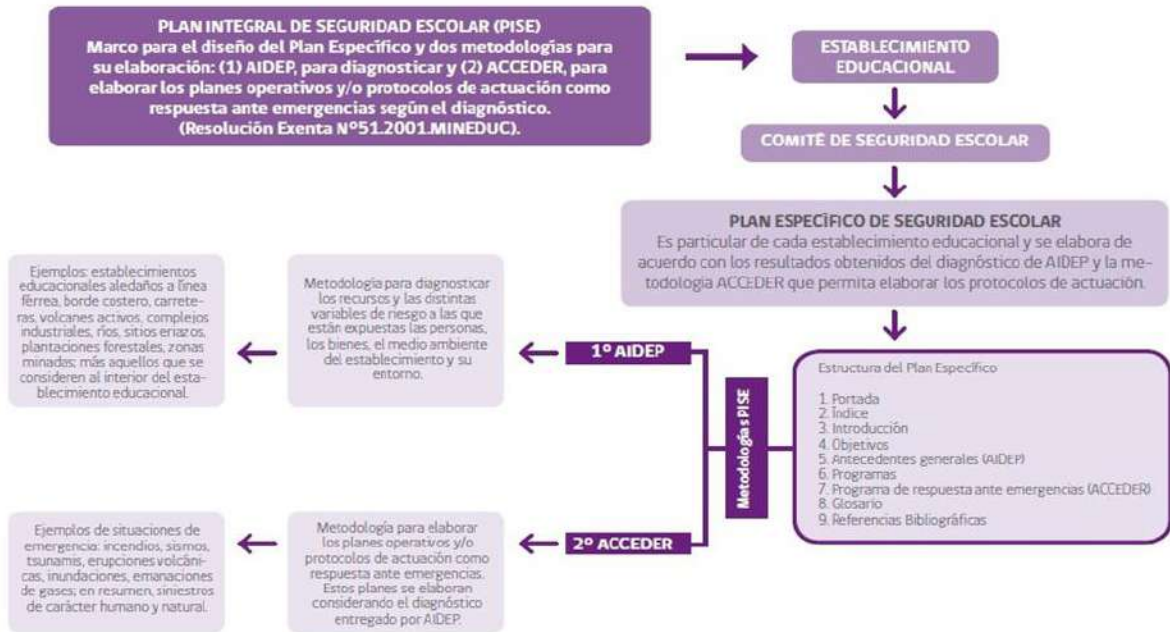 PLAN INTEGRAL DE SEGURIDAD ESCOLAR (PISE)
Marco para el diseño del Plan Específico y dos metodologías para
su elaboración: (1) AIDEP, para diagnosticar y (2) ACCEDER, para
elaborar los planes operativos y/o protocolos de actuación como
respuesta ante emergencias según el diagnóstico.
(Resolución Exenta Nº51.2001.MINEDUC).
ESTABLECIMIENTO
EDUCACIONAL
COMITÉ DE SEGURIDAD ESCOLAR
PLAN ESPECÍFICO DE SEGURIDAD ESCOLAR
Es particular de cada establecimiento educacional y se elabora de
acuerdo con los resultados obtenidos del diagnóstico de AIDEP y la me-
todología ACCEDER que permita elaborar los protocolos de actuación.
Estructura del Plan Específico
1. Portada
2. Índice
3. Introducción
4. Objetivos
5. Antecedentes generales (AIDEP)
6. Programas
7. Programa de respuesta ante emergencias (ACCEDER)
8. Glosario
9. Referencias Bibliográficas
Metodologías PISE
1º AIDEP
Metodología para diagnosticar
los recursos y las distintas
variables de riesgo a las que
están expuestas las personas,
los bienes, el medio ambiente
del establecimiento y su
entorno.
Ejemplos: establecimientos
educacionales aledaños a línea
férrea, borde costero, carrete-
ras, volcanes activos, complejos
industriales, ríos, sitios eriazos,
plantaciones forestales, zonas
minadas; más aquellos que se
consideren al interior del esta-
blecimiento educacional.
2º ACCEDER
Metodología para elaborar
los planes operativos y/o
protocolos de actuación como
respuesta ante emergencias.
Estos planes se elaboran
considerando el diagnóstico
entregado por AIDEP.
Ejemplos de situaciones de
emergencia: incendios, sismos,
tsunamis, erupciones volcáni-
cas, inundaciones, emanaciones
de gases; en resumen, siniestros
de carácter humano y natural.